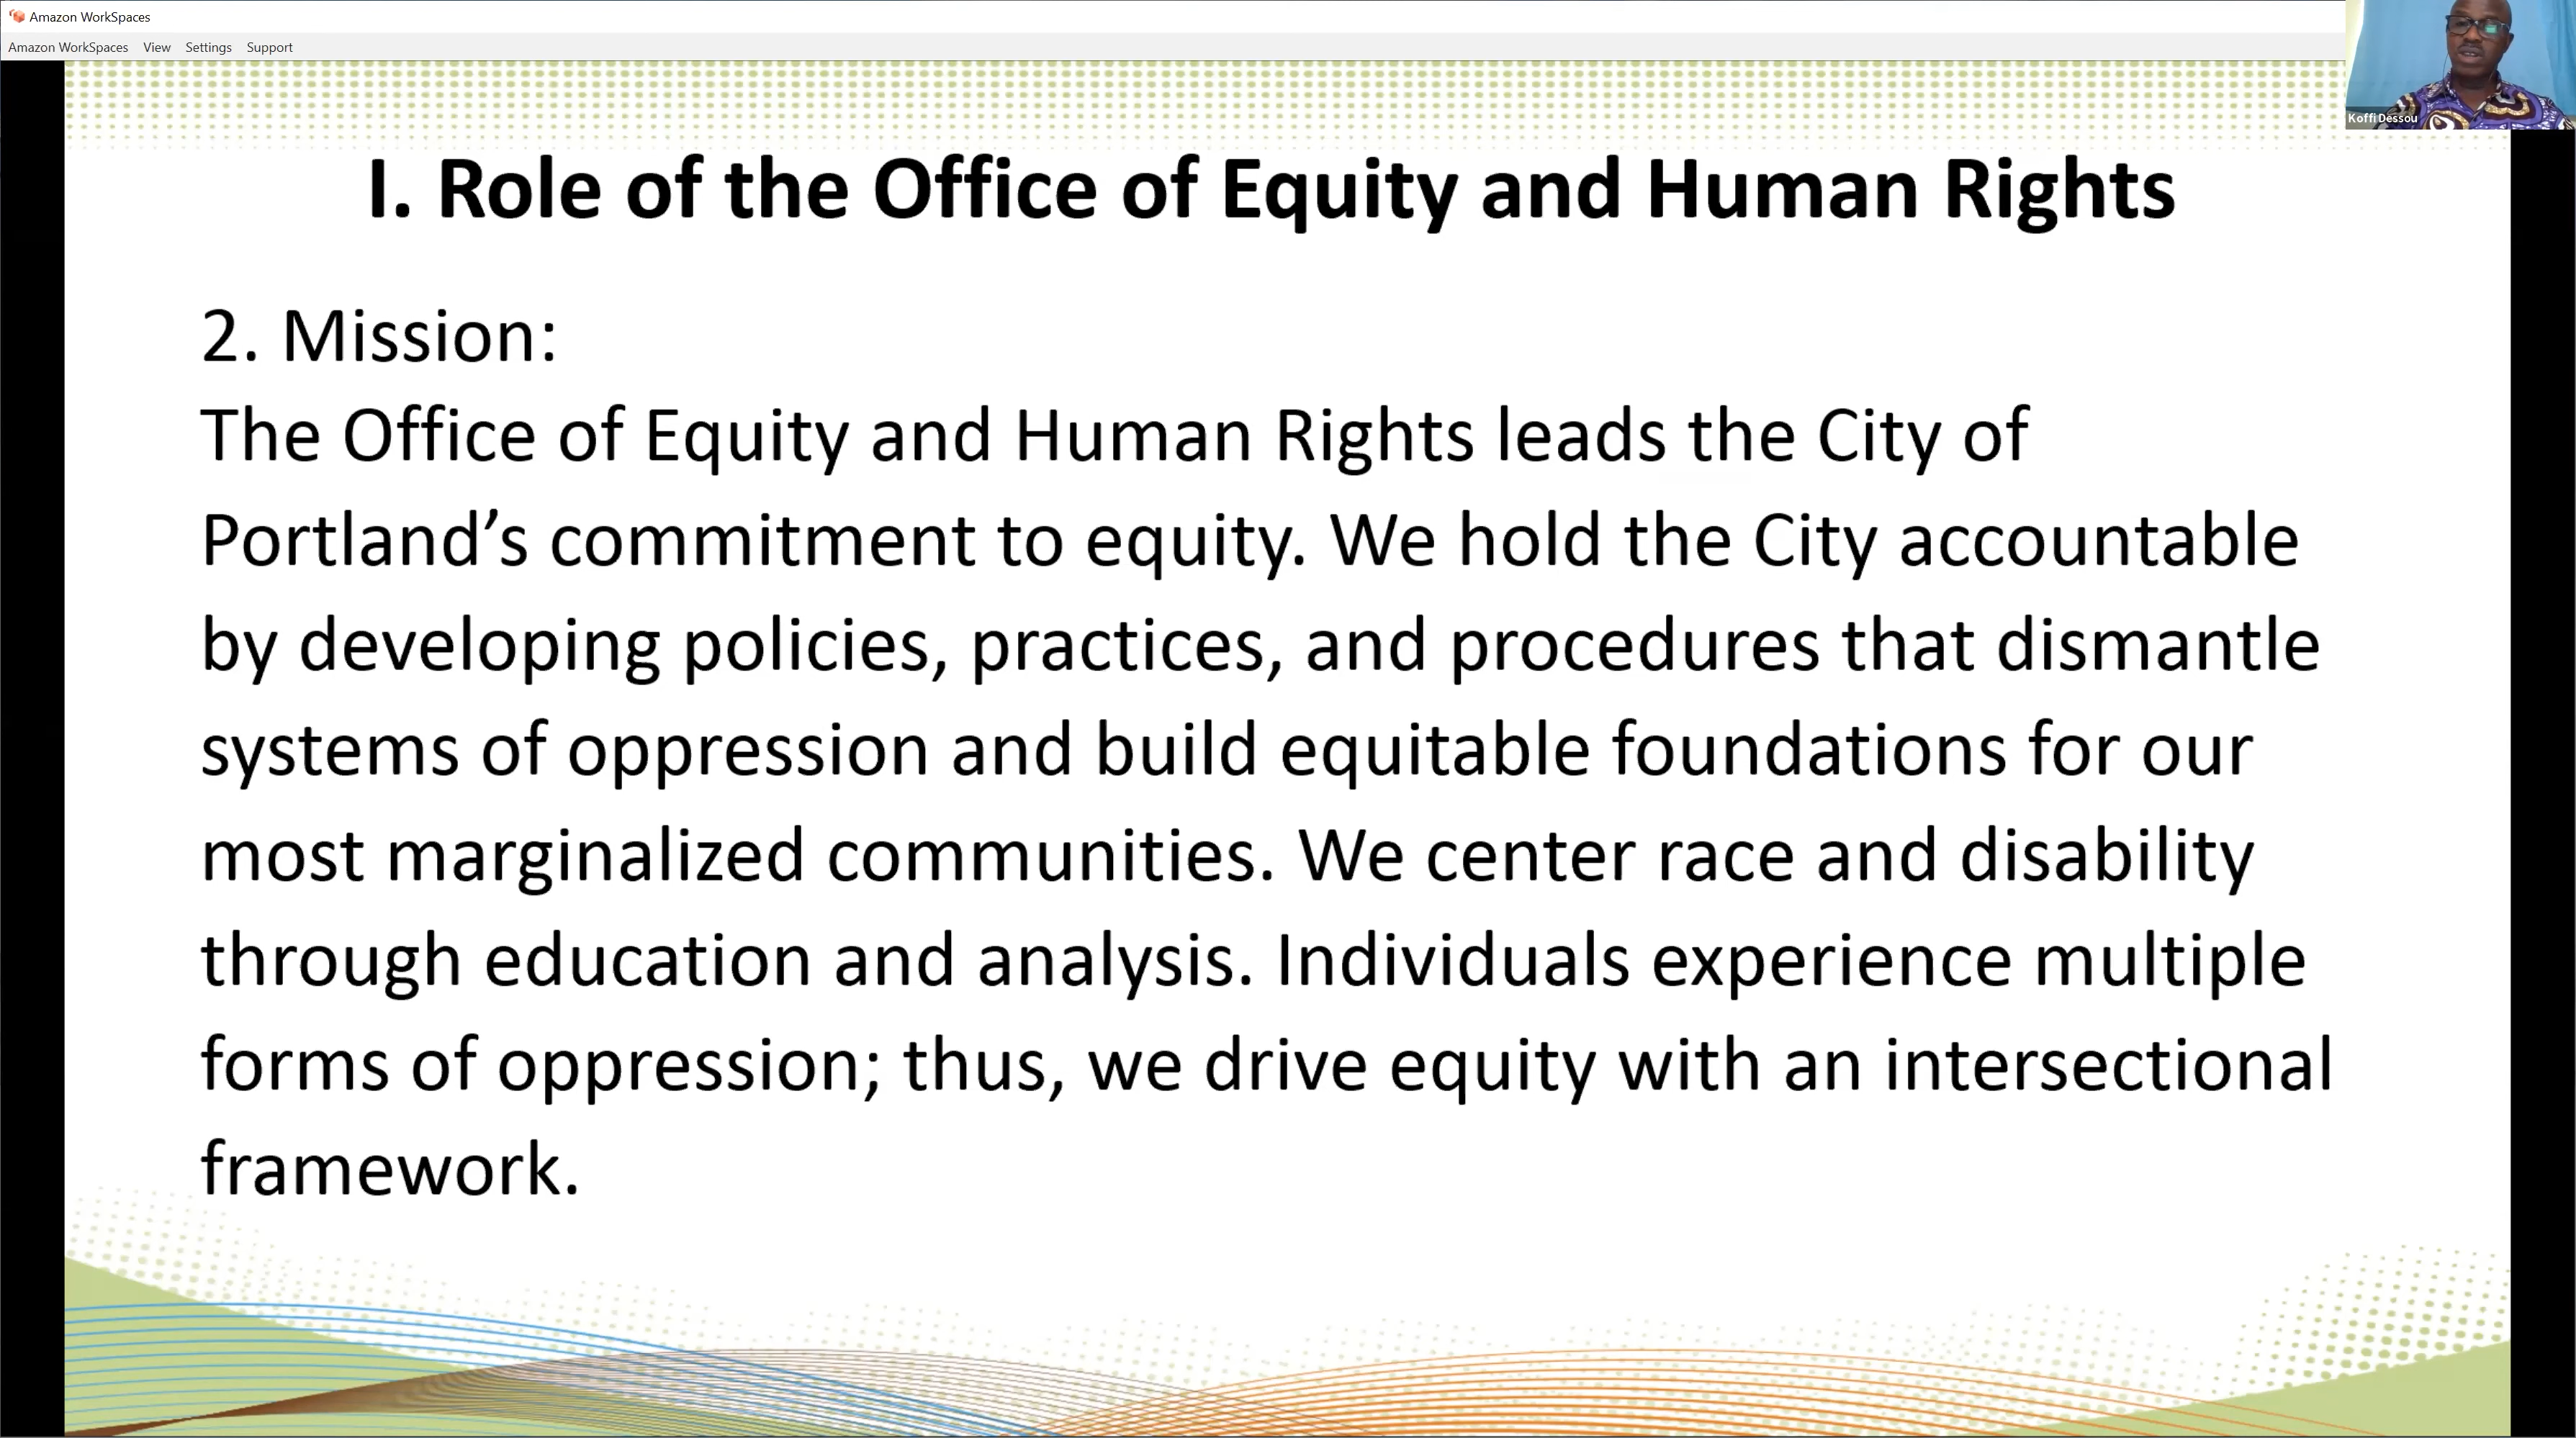 Amazon WorkSpaces
Amazon WorkSpaces View Settings Support
Koffi Dessou
I. Role of the Office of Equity and Human Rights
2. Mission:
The Office of Equity and Human Rights leads the City of
Portland’s commitment to equity. We hold the City accountable
by developing policies, practices, and procedures that dismantle
systems of oppression and build equitable foundations for our
most marginalized communities. We center race and disability
through education and analysis. Individuals experience multiple
forms of oppression; thus, we drive equity with an intersectional
framework.